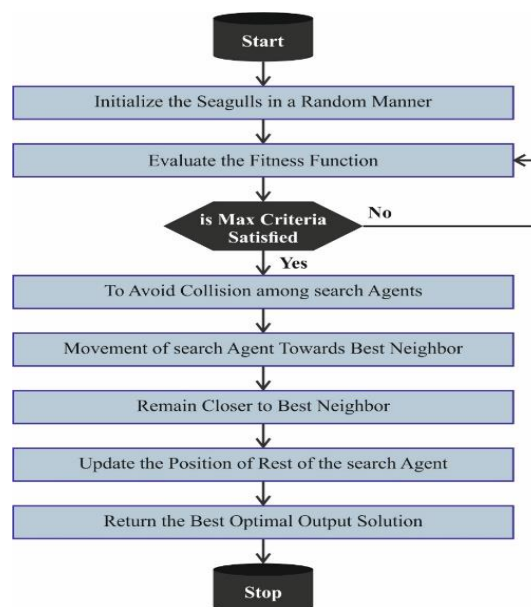 Start
Initialize the Seagulls in a Random Manner
Evaluate the Fitness Function
is Max Criteria
Satisfied
No
Yes
To Avoid Collision among search Agents
Movement of search Agent Towards Best Neighbor
Remain Closer to Best Neighbor
Update the Position of Rest of the search Agent
Return the Best Optimal Output Solution
Stop